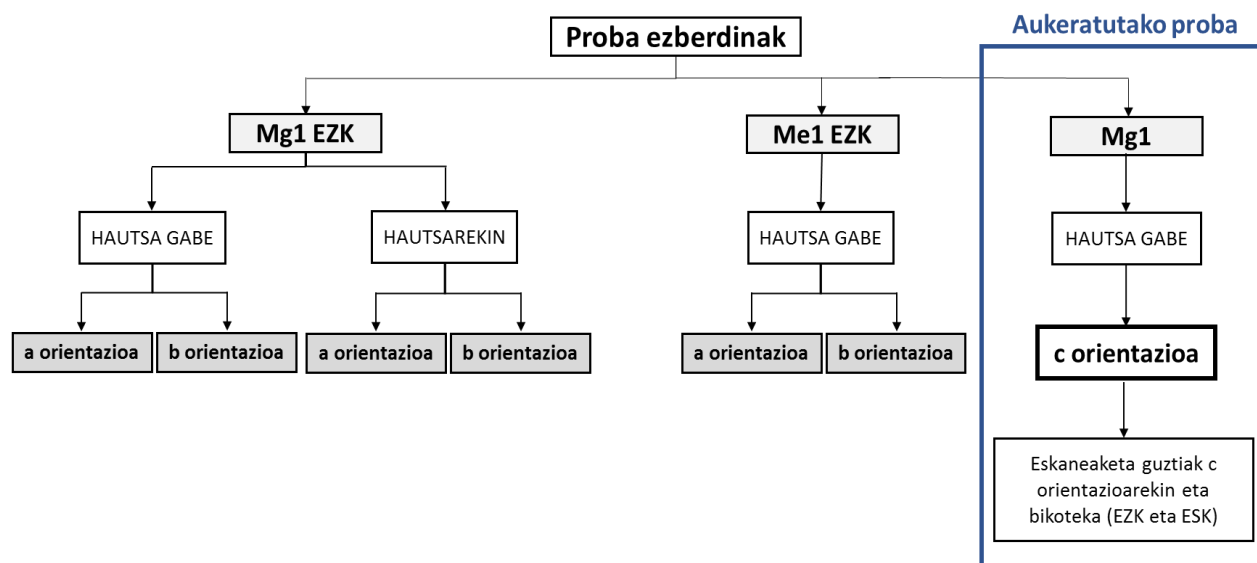 Aukeratutako proba
Proba ezberdinak
Mg1 EZK
Me1 EZK
Mg1
HAUTSA GABE
HAUTSAREKIN
HAUTSA GABE
HAUTSA GABE
a orientazioa
b orientazioa
a orientazioa
b orientazioa
a orientazioa
b orientazioa
c orientazioa
Eskaneaketa guztiak c
orientazioarekin eta
bikoteka (EZK eta ESK)